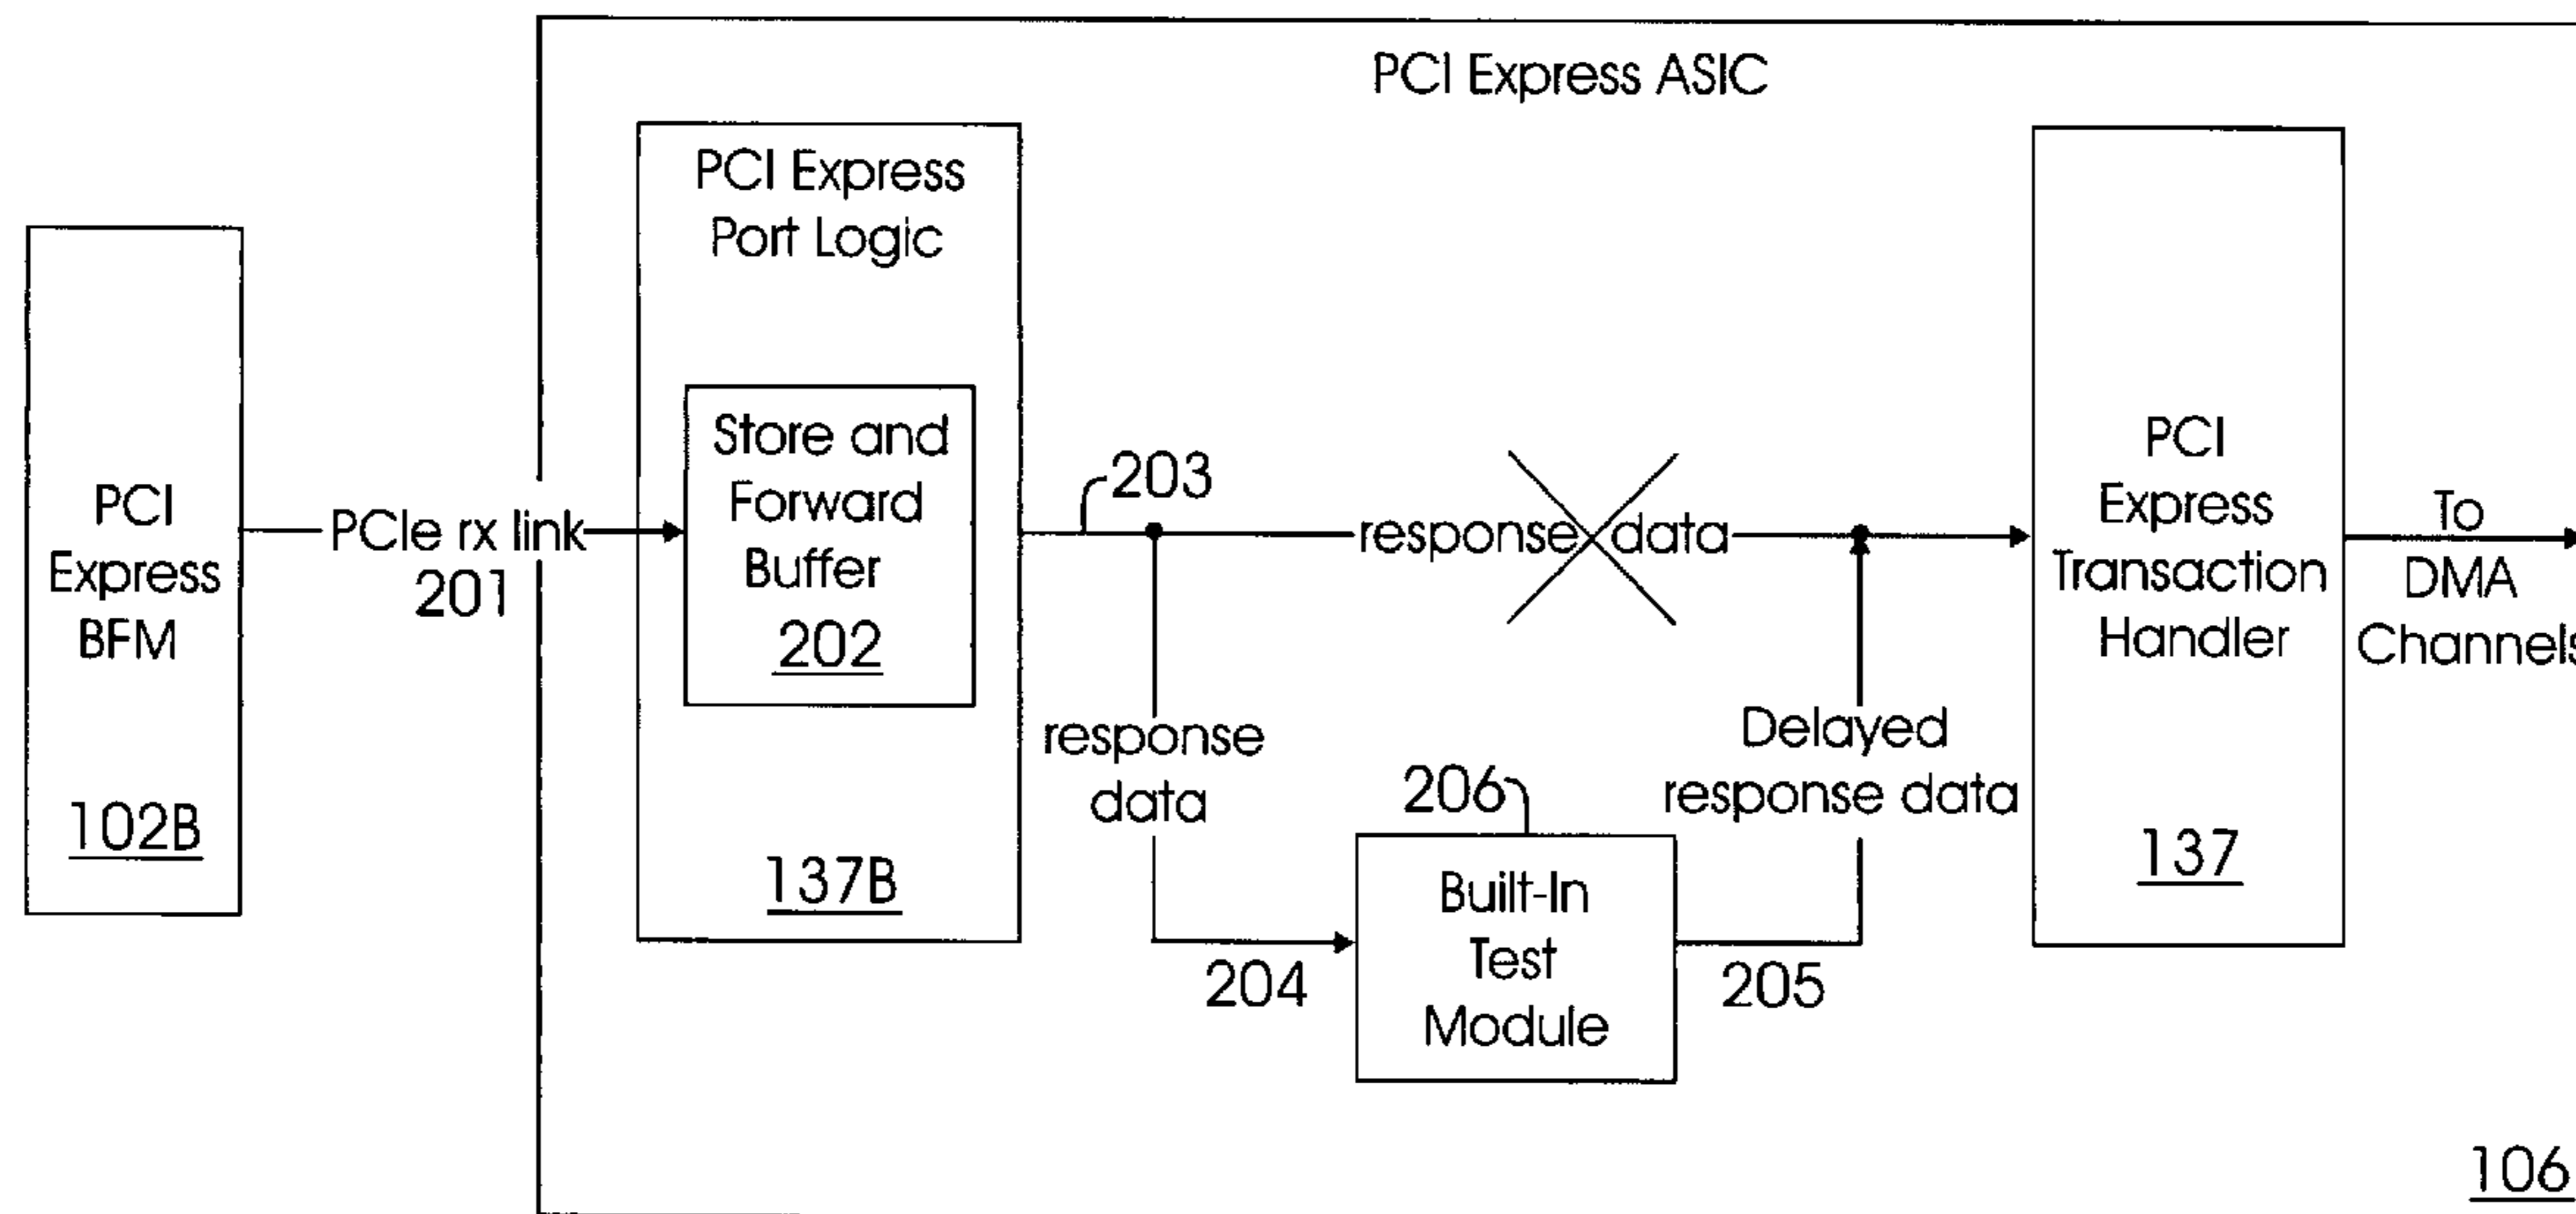 PCI Express ASIC
PCI
Express
BFM
102B
PCIe rx link
201
PCI Express
Port Logic
Store and
Forward
Buffer
202
137B
203
response data
response
data
204
206
Built-In
Test
Module
205
Delayed
response data
PCI
Express
Transaction
Handler
137
To
DMA
Channels
106